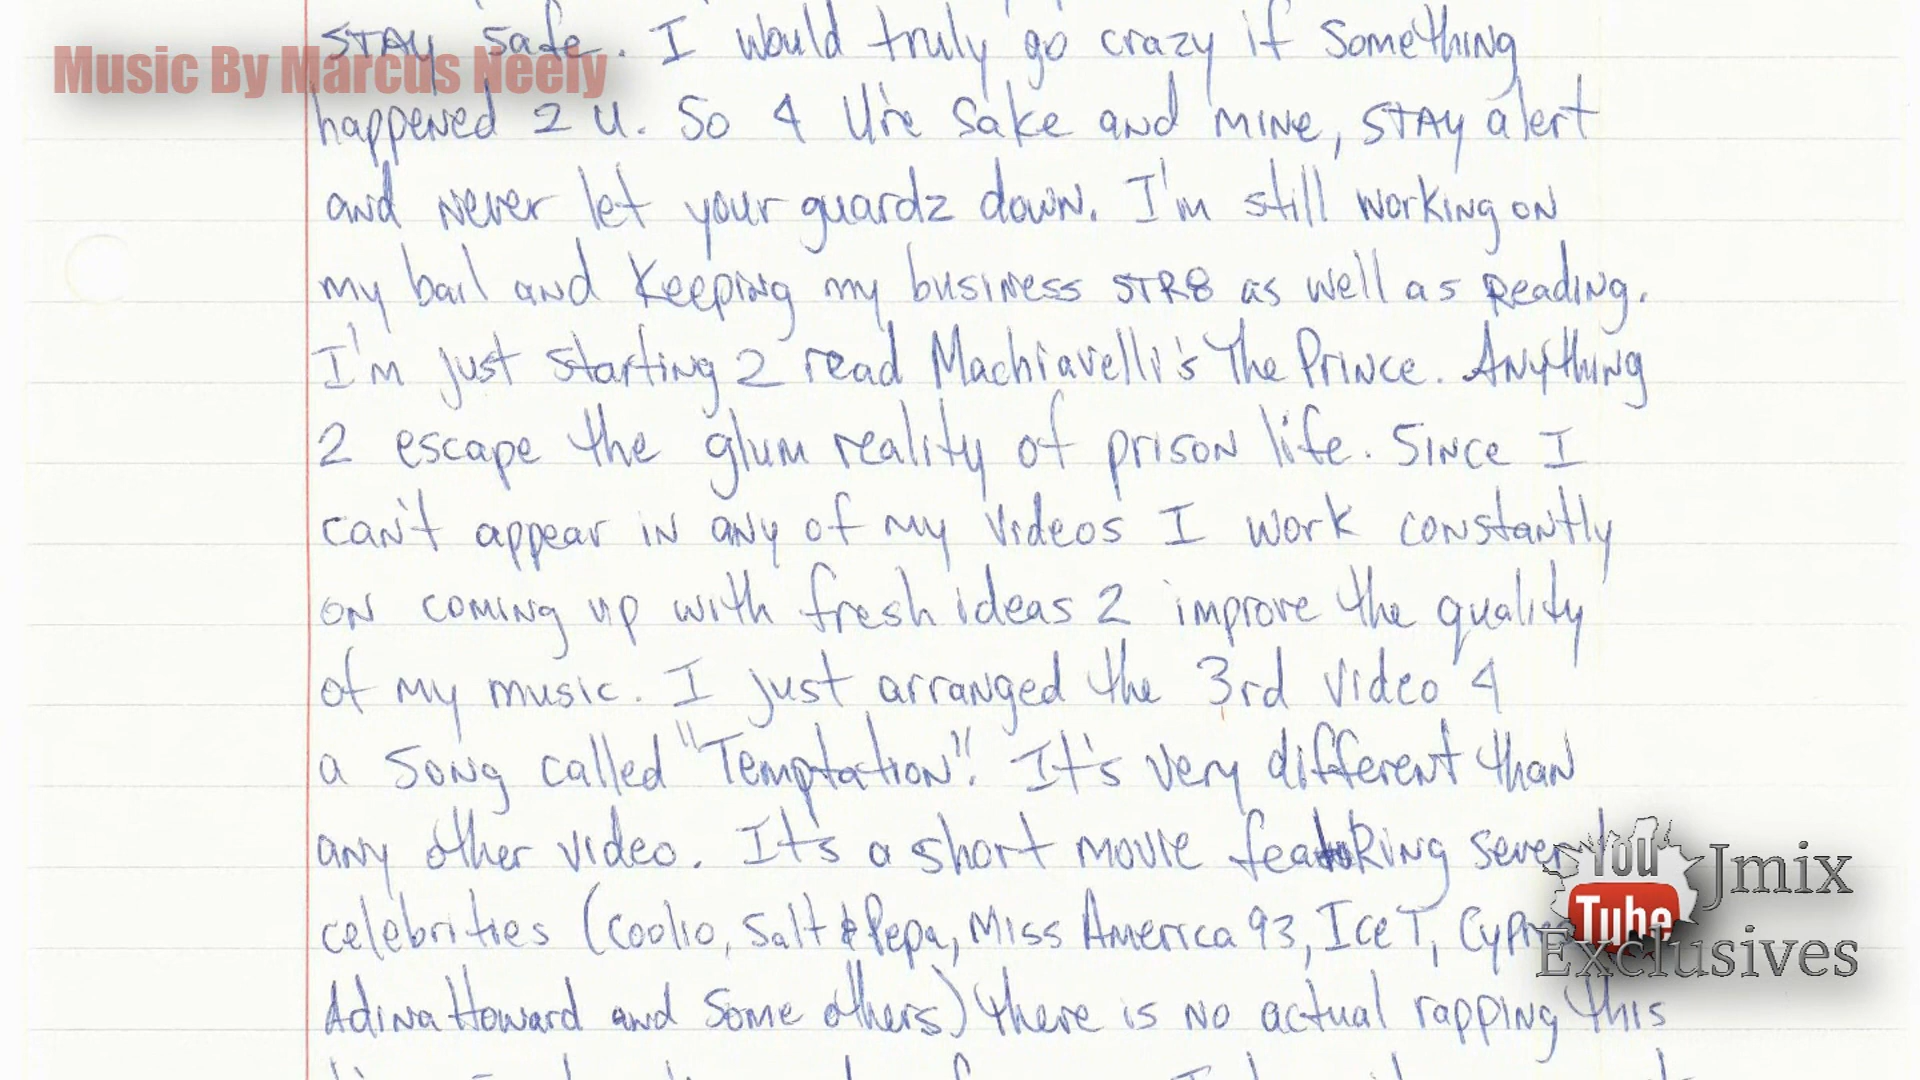 STAY safe. I would truly go crazy if something
Music By Marcus Neely
happened 2 U. So 4 U're sake and mine, STAY alert
and never let your guardz down. I'm still working on
my bail and Keeping my business STR8 as well as Reading.
I'm just starting 2 read Machiavelli's The Prince. Anything
2 escape the glum reality of prison life. Since I
can't appear in any of my videos I work constantly
on coming up with fresh ideas 2 improve the quality
of my music. I just arranged the 3rd video 4
a song called "Temptation". It's very different than
any other video. It's a short movie featuring
celebrities (Coolio, Salt & Pepa, Miss America 93, Ice T,
You Tube Jmix
Exclusives
Adina Howard and some others) there is no actual rapping this